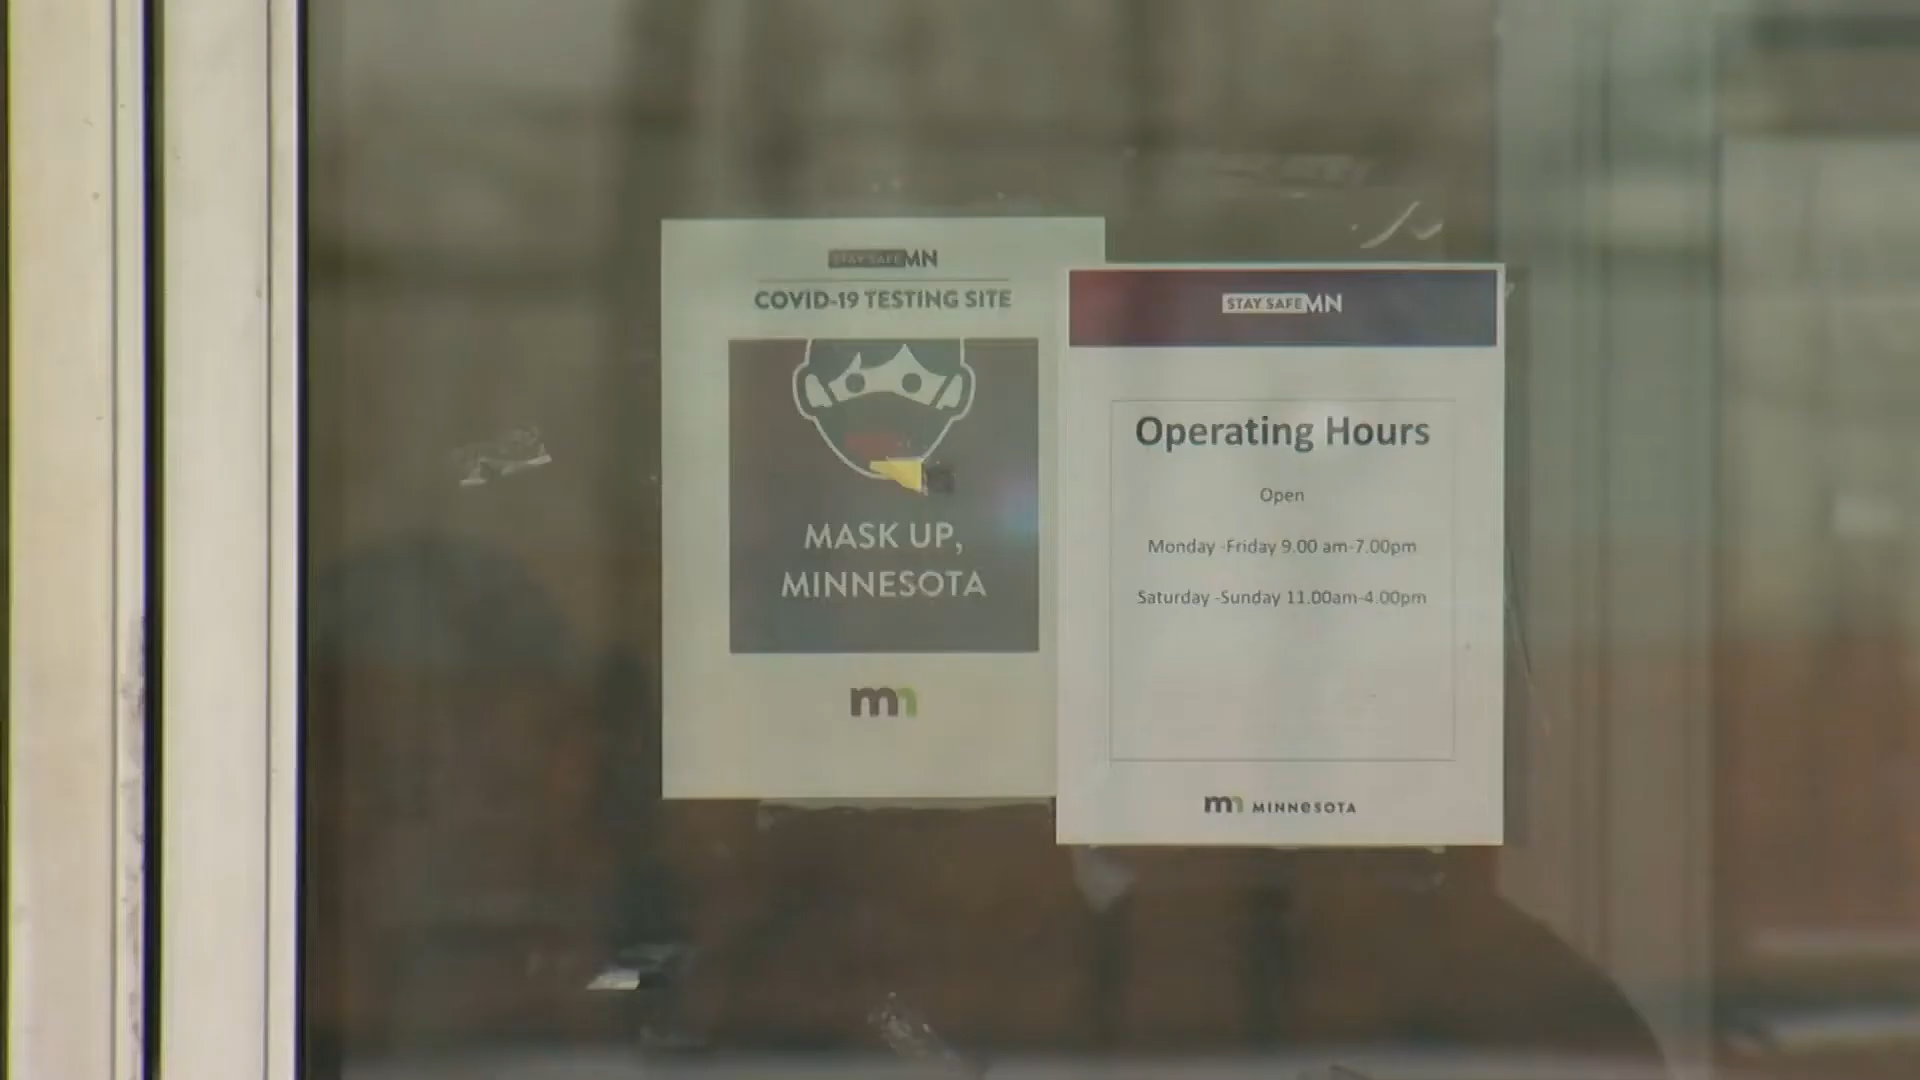 STAY SAFE MN
COVID-19 TESTING SITE
MASK UP,
MINNESOTA
mn
STAY SAFE MN
Operating Hours
Open
Monday -Friday 9.00 am-7.00pm
Saturday -Sunday 11.00am-4.00pm
mn MINNESOTA